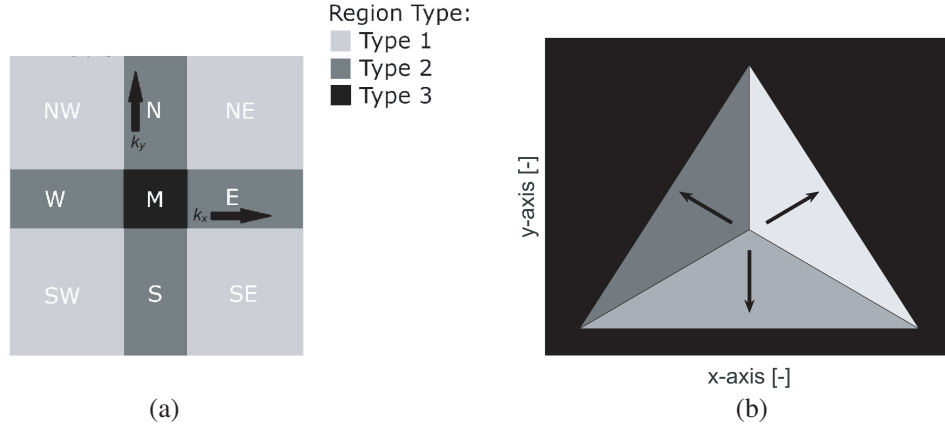 Region Type:
Type 1
Type 2
Type 3
NW N NE
k_y
W M E
k_x
SW S SE
(a)
y-axis [-]
x-axis [-]
(b)